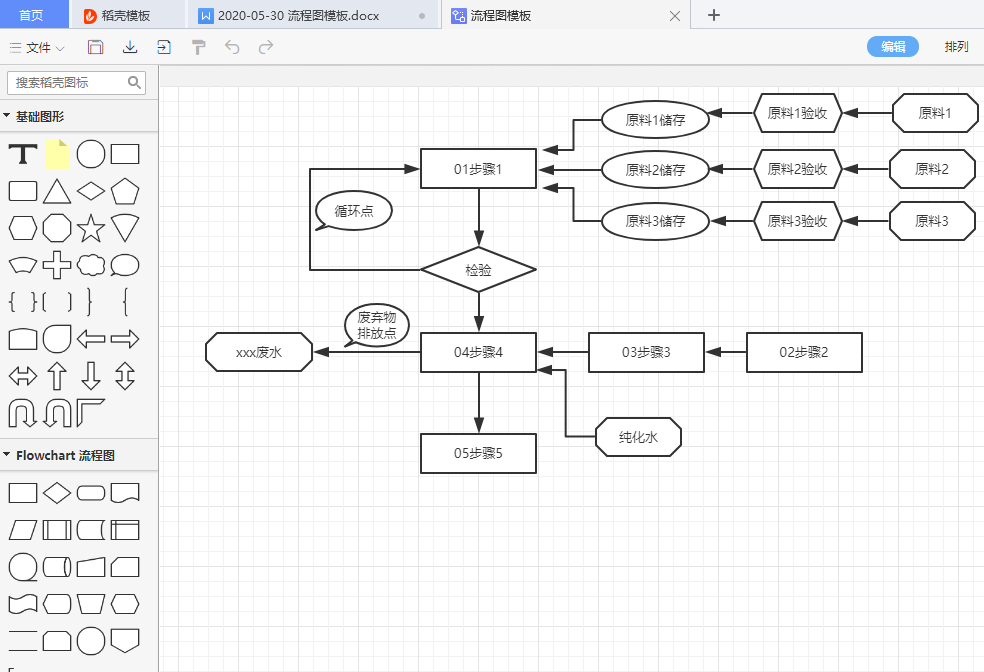 首页
稻壳模板
2020-05-30 流程图模板.docx
流程图模板
文件
编辑
排列
搜索稻壳图标
基础图形
Flowchart 流程图
原料1储存
原料1验收
原料1
01步骤1
原料2储存
原料2验收
原料2
循环点
原料3储存
原料3验收
原料3
检验
废弃物
排放点
xxx废水
04步骤4
03步骤3
02步骤2
纯化水
05步骤5